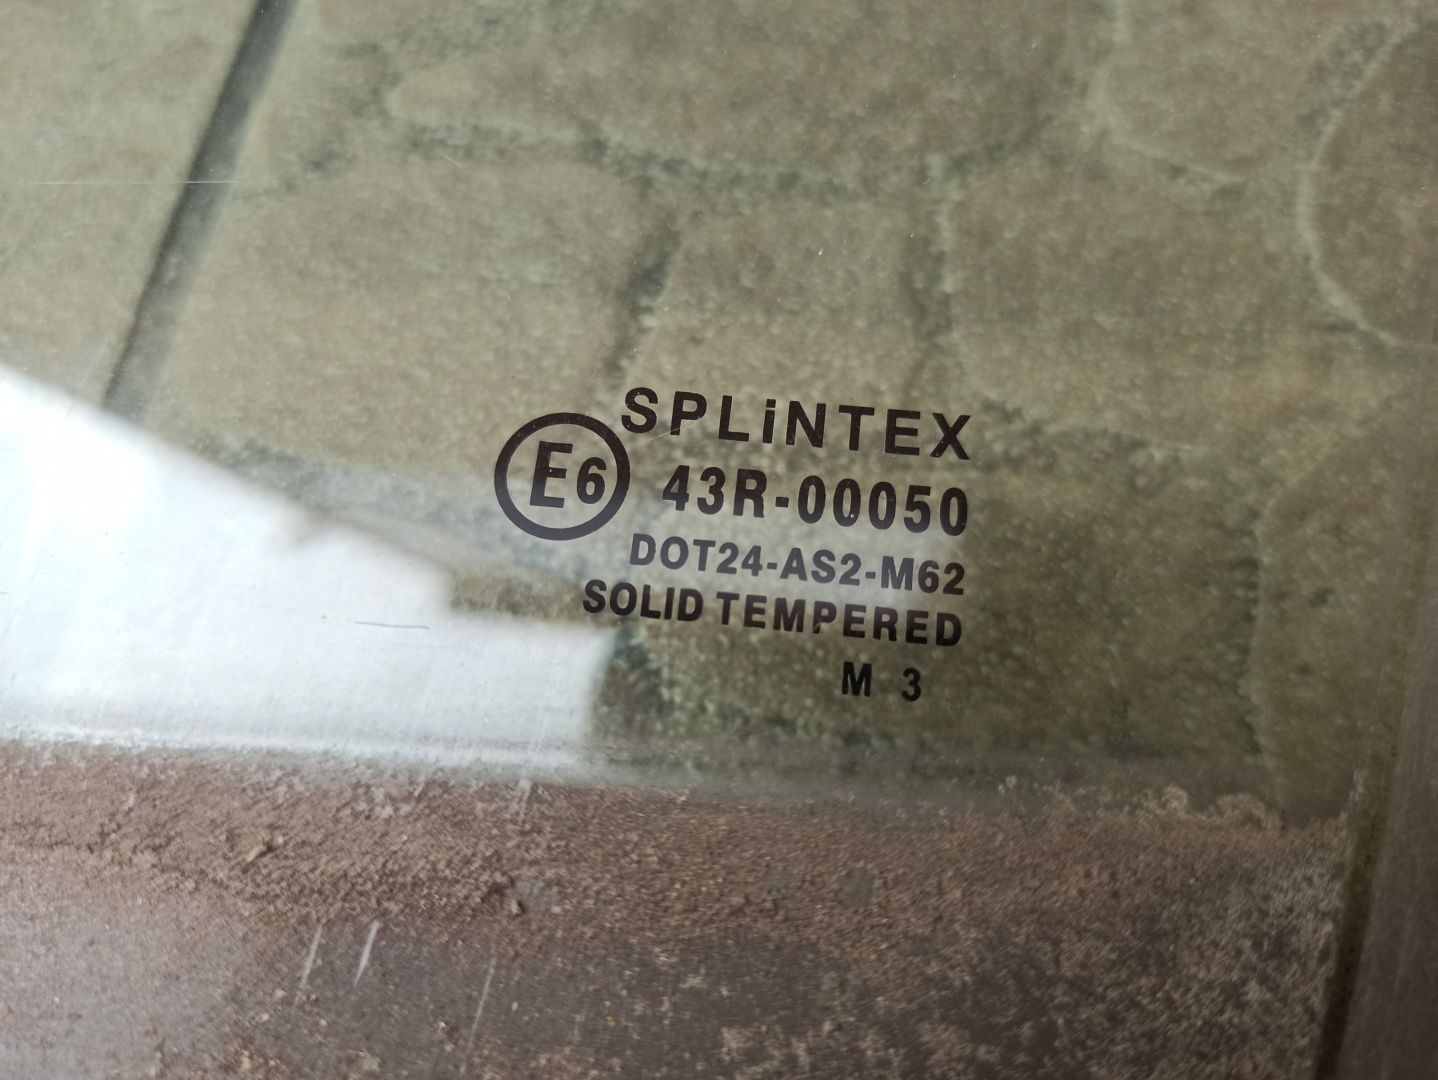 SPLiNTEX
E6 43R-00050
DOT24-AS2-M62
SOLID TEMPERED
M 3